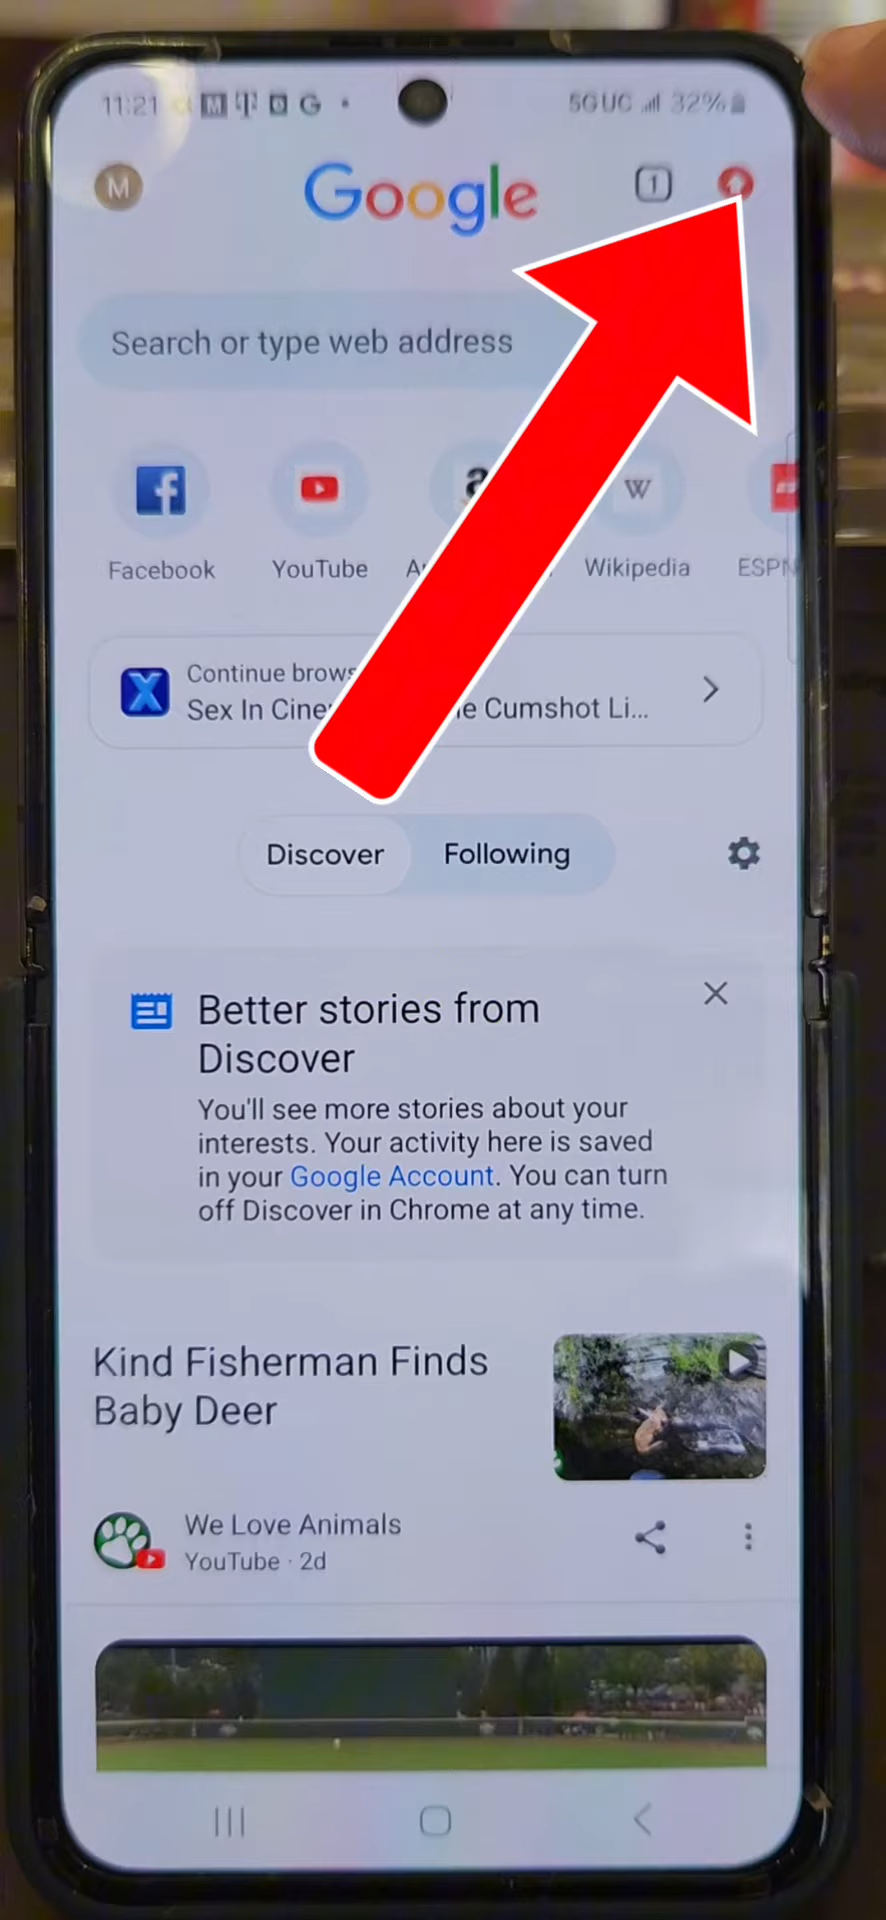 11:21 M T G 5G UC 32%
M Google 1
Search or type web address
a W
Facebook YouTube Wikipedia ESPN
Continue brows
X Sex In Cine e Cumshot Li...
Discover Following
Better stories from
Discover
You'll see more stories about your
interests. Your activity here is saved
in your Google Account. You can turn
off Discover in Chrome at any time.
Kind Fisherman Finds
Baby Deer
We Love Animals
YouTube · 2d